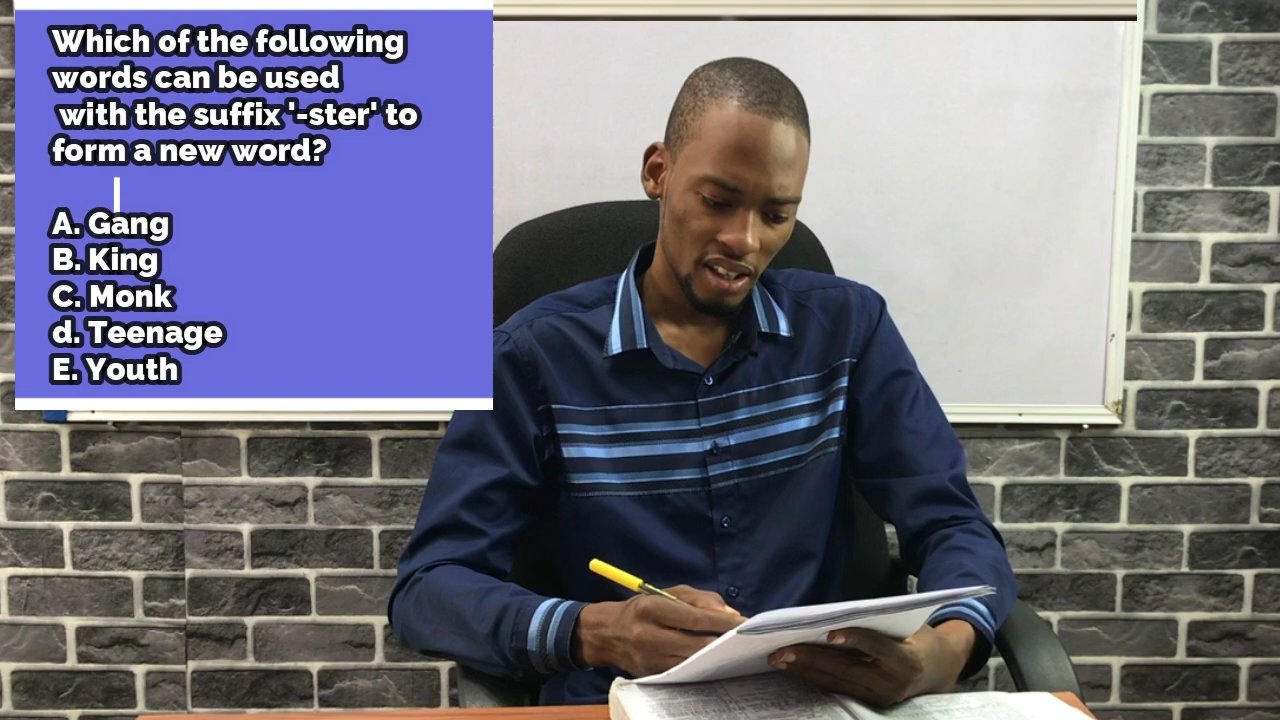 Which of the following
words can be used
with the suffix '-ster' to
form a new word?
A. Gang
B. King
C. Monk
d. Teenage
E. Youth